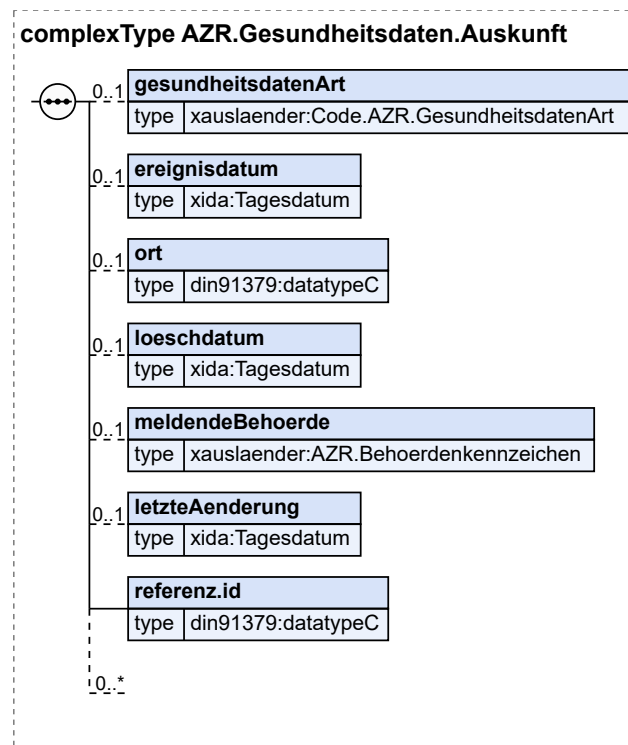 complexType AZR.Gesundheitsdaten.Auskunft
0..1 gesundheitsdatenArt
type xauslaender:Code.AZR.GesundheitsdatenArt
0..1 ereignisdatum
type xida:Tagesdatum
0..1 ort
type din91379:datatypeC
0..1 loeschdatum
type xida:Tagesdatum
0..1 meldendeBehoerde
type xauslaender:AZR.Behoerdenkennzeichen
0..1 letzteAenderung
type xida:Tagesdatum
referenz.id
type din91379:datatypeC
0..*